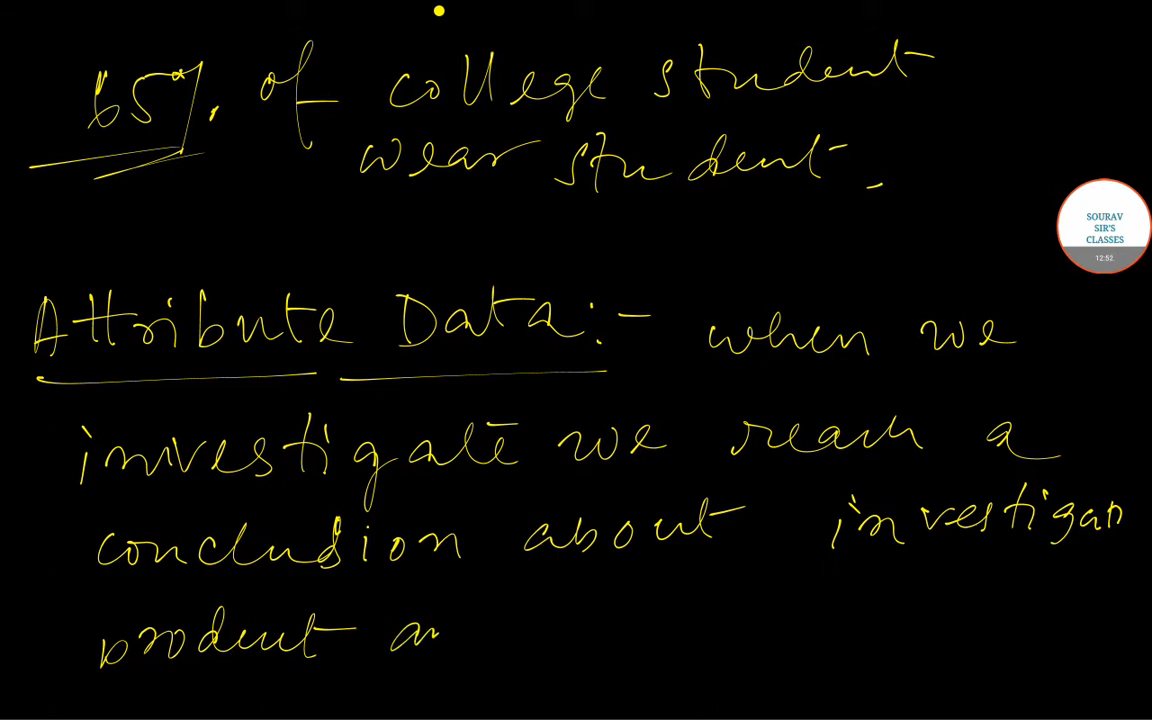 65% of college student
wear student.
SOURAV
SIR'S
CLASSES
12:52
Attribute Data:- when we
investigate we reach a
conclusion about investigan
product an